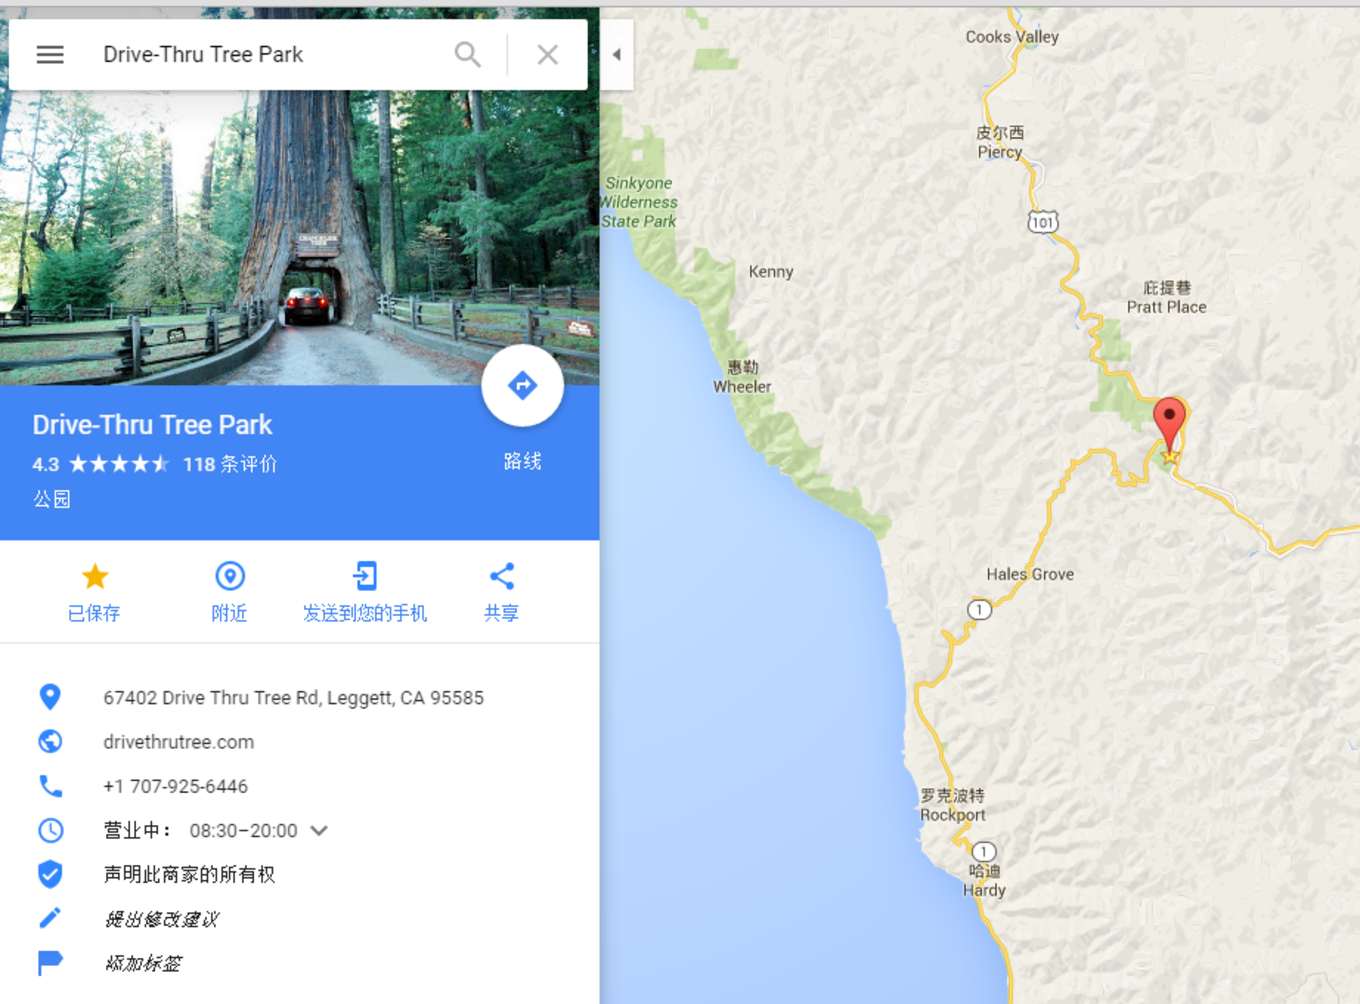 Drive-Thru Tree Park
CHANDELIER
Drive-Thru Tree Park
4.3 118 条评价
公园
路线
已保存
附近
发送到您的手机
共享
67402 Drive Thru Tree Rd, Leggett, CA 95585
drivethrutree.com
+1 707-925-6446
营业中： 08:30–20:00
声明此商家的所有权
提出修改建议
添加标签
Cooks Valley
皮尔西
Piercy
Sinkyone
Wilderness
State Park
101
Kenny
庇提巷
Pratt Place
惠勒
Wheeler
Hales Grove
1
罗克波特
Rockport
1
哈迪
Hardy